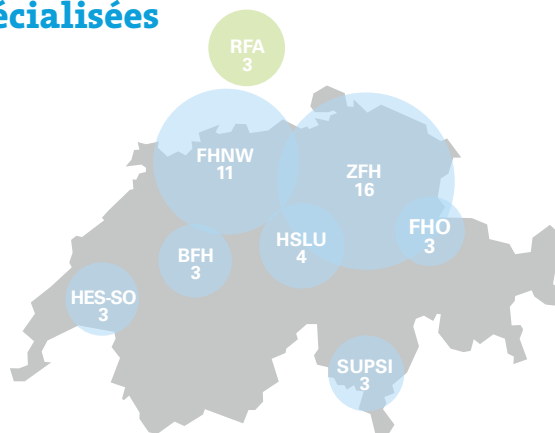 écialisées
RFA
3
FHNW
11
ZFH
16
FHO
3
HSLU
4
BFH
3
HES-SO
3
SUPSI
3